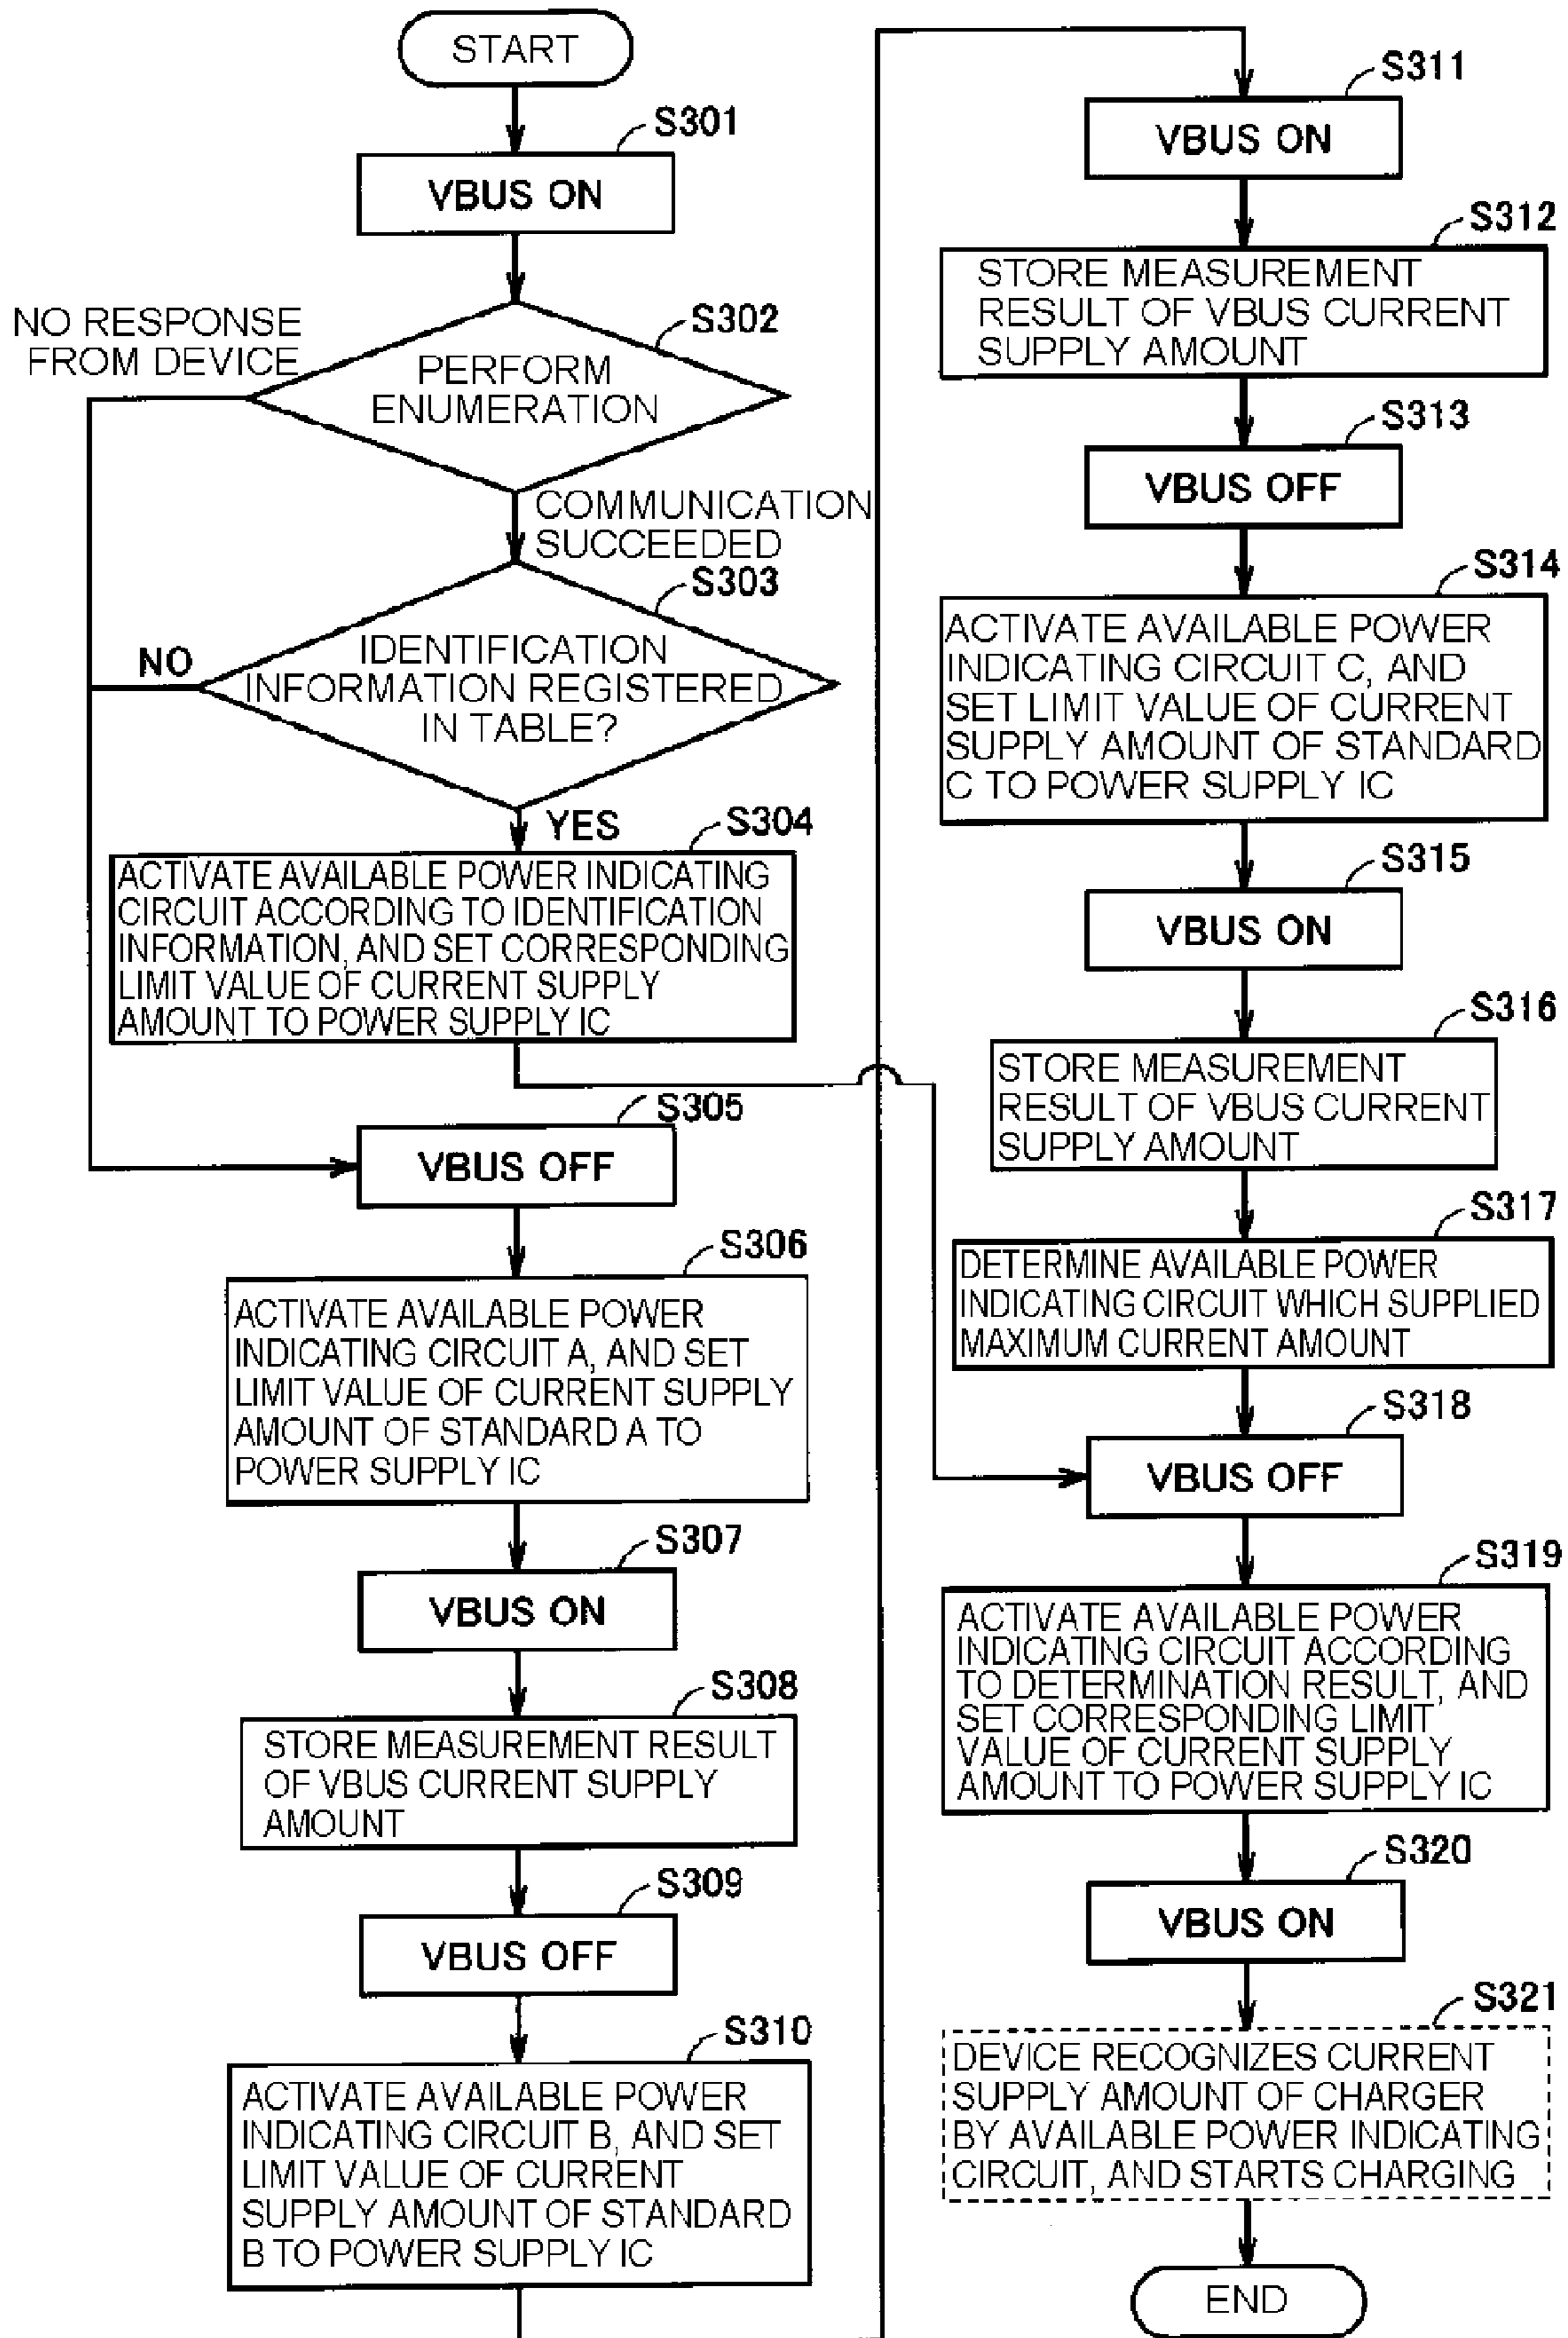 START
S301
VBUS ON
NO RESPONSE
FROM DEVICE
S302
PERFORM
ENUMERATION
COMMUNICATION
SUCCEEDED
S303
NO
IDENTIFICATION
INFORMATION REGISTERED
IN TABLE?
YES
S304
ACTIVATE AVAILABLE POWER INDICATING
CIRCUIT ACCORDING TO IDENTIFICATION
INFORMATION, AND SET CORRESPONDING
LIMIT VALUE OF CURRENT SUPPLY
AMOUNT TO POWER SUPPLY IC
S305
VBUS OFF
S306
ACTIVATE AVAILABLE POWER
INDICATING CIRCUIT A, AND SET
LIMIT VALUE OF CURRENT SUPPLY
AMOUNT OF STANDARD A TO
POWER SUPPLY IC
S307
VBUS ON
S308
STORE MEASUREMENT RESULT
OF VBUS CURRENT SUPPLY
AMOUNT
S309
VBUS OFF
S310
ACTIVATE AVAILABLE POWER
INDICATING CIRCUIT B, AND SET
LIMIT VALUE OF CURRENT
SUPPLY AMOUNT OF STANDARD
B TO POWER SUPPLY IC
S311
VBUS ON
S312
STORE MEASUREMENT
RESULT OF VBUS CURRENT
SUPPLY AMOUNT
S313
VBUS OFF
S314
ACTIVATE AVAILABLE POWER
INDICATING CIRCUIT C, AND
SET LIMIT VALUE OF CURRENT
SUPPLY AMOUNT OF STANDARD
C TO POWER SUPPLY IC
S315
VBUS ON
S316
STORE MEASUREMENT
RESULT OF VBUS CURRENT
SUPPLY AMOUNT
S317
DETERMINE AVAILABLE POWER
INDICATING CIRCUIT WHICH SUPPLIED
MAXIMUM CURRENT AMOUNT
S318
VBUS OFF
S319
ACTIVATE AVAILABLE POWER
INDICATING CIRCUIT ACCORDING
TO DETERMINATION RESULT, AND
SET CORRESPONDING LIMIT
VALUE OF CURRENT SUPPLY
AMOUNT TO POWER SUPPLY IC
S320
VBUS ON
S321
DEVICE RECOGNIZES CURRENT
SUPPLY AMOUNT OF CHARGER
BY AVAILABLE POWER INDICATING
CIRCUIT, AND STARTS CHARGING
END